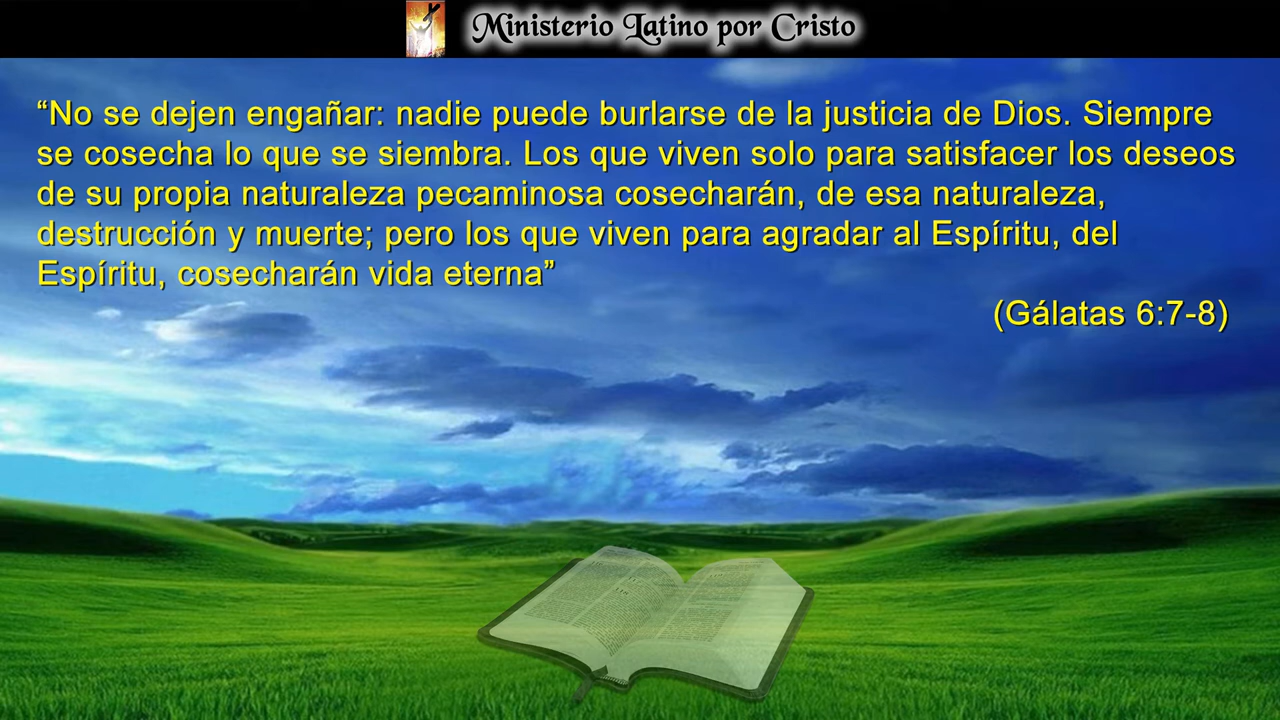 Ministerio Latino por Cristo
“No se dejen engañar: nadie puede burlarse de la justicia de Dios. Siempre
se cosecha lo que se siembra. Los que viven solo para satisfacer los deseos
de su propia naturaleza pecaminosa cosecharán, de esa naturaleza,
destrucción y muerte; pero los que viven para agradar al Espíritu, del
Espíritu, cosecharán vida eterna”
(Gálatas 6:7-8)